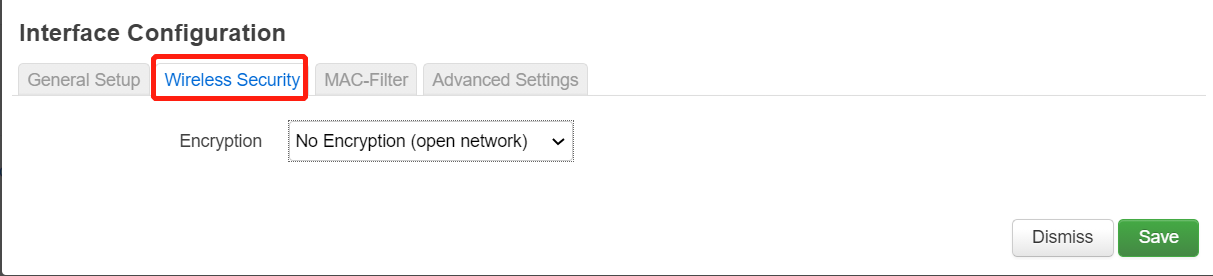 Interface Configuration
General Setup Wireless Security MAC-Filter Advanced Settings
Encryption No Encryption (open network)
Dismiss Save